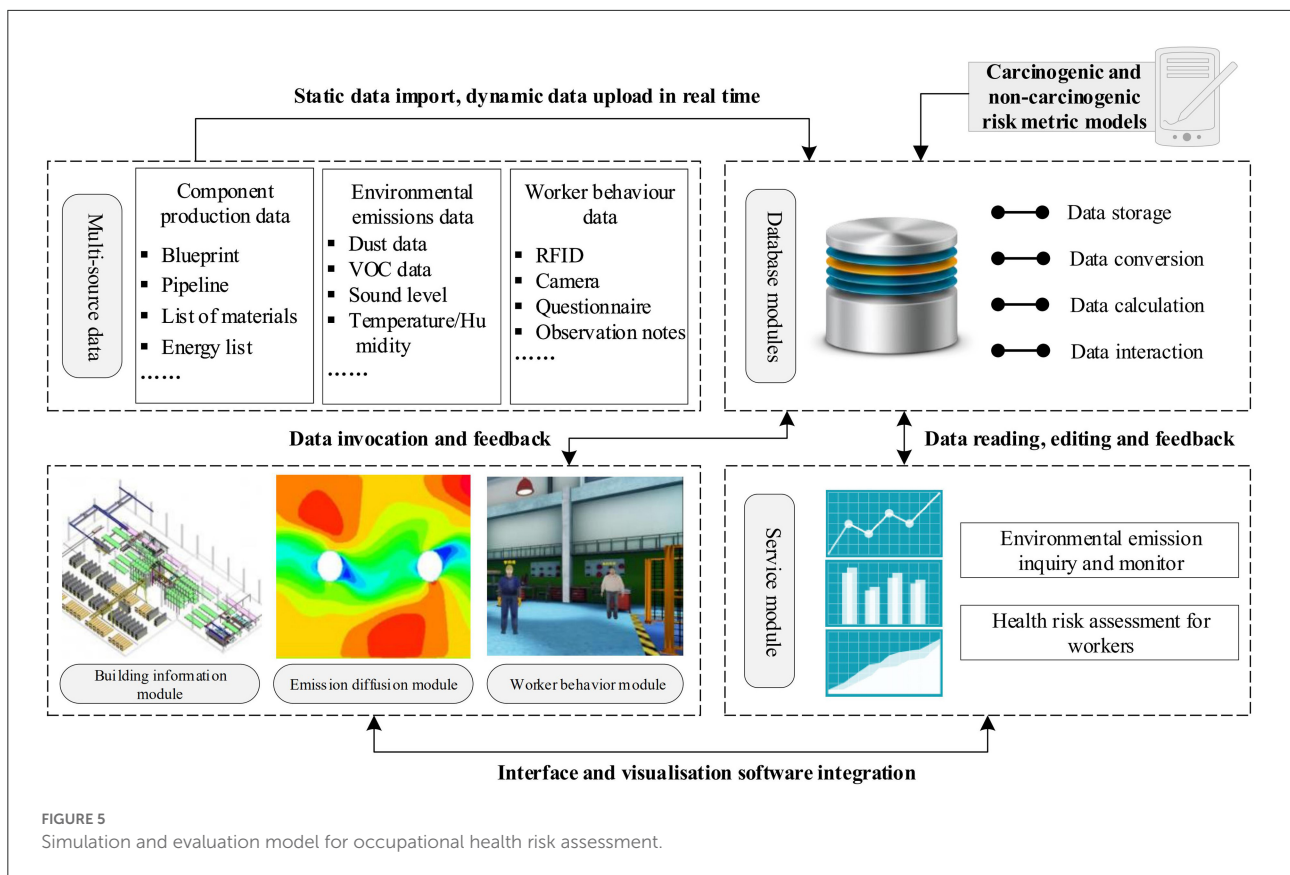 Carcinogenic and
non-carcinogenic
risk metric models
Static data import, dynamic data upload in real time
Multi-source data
Component
production data
▪ Blueprint
▪ Pipeline
▪ List of materials
▪ Energy list
……
Environmental
emissions data
▪ Dust data
▪ VOC data
▪ Sound level
▪ Temperature/Hu
midity
……
Worker behaviour
data
▪ RFID
▪ Camera
▪ Questionnaire
▪ Observation notes
……
Database modules
Data storage
Data conversion
Data calculation
Data interaction
Data invocation and feedback
Data reading, editing and feedback
Building information
module
Emission diffusion module
Worker behavior module
Service module
Environmental emission
inquiry and monitor
Health risk assessment for
workers
Interface and visualisation software integration
FIGURE 5
Simulation and evaluation model for occupational health risk assessment.